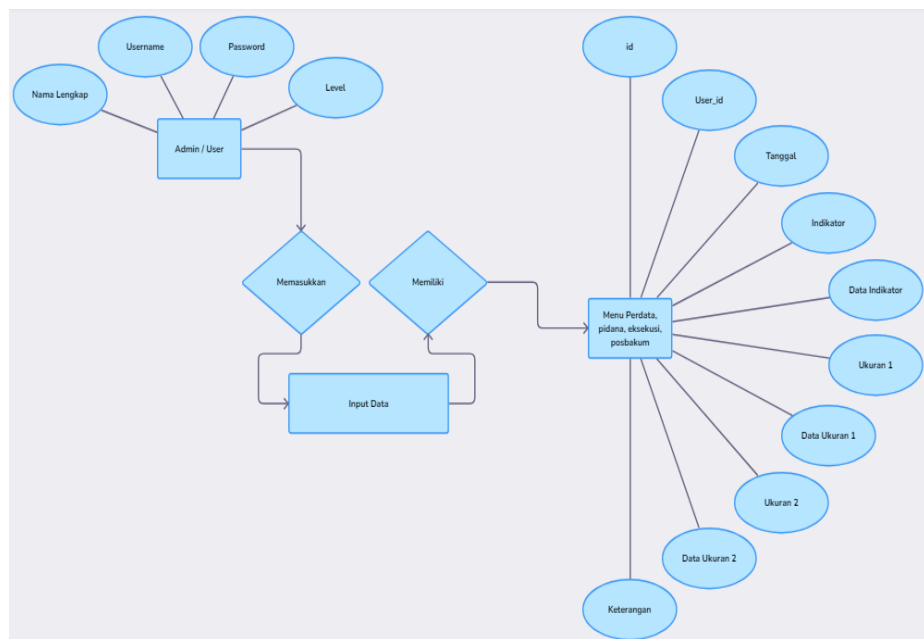 Nama Lengkap
Username
Password
Level
Admin / User
Memasukkan
Input Data
Memiliki
Menu Perdata,
pidana, eksekusi,
posbakum
id
User_id
Tanggal
Indikator
Data Indikator
Ukuran 1
Data Ukuran 1
Ukuran 2
Data Ukuran 2
Keterangan